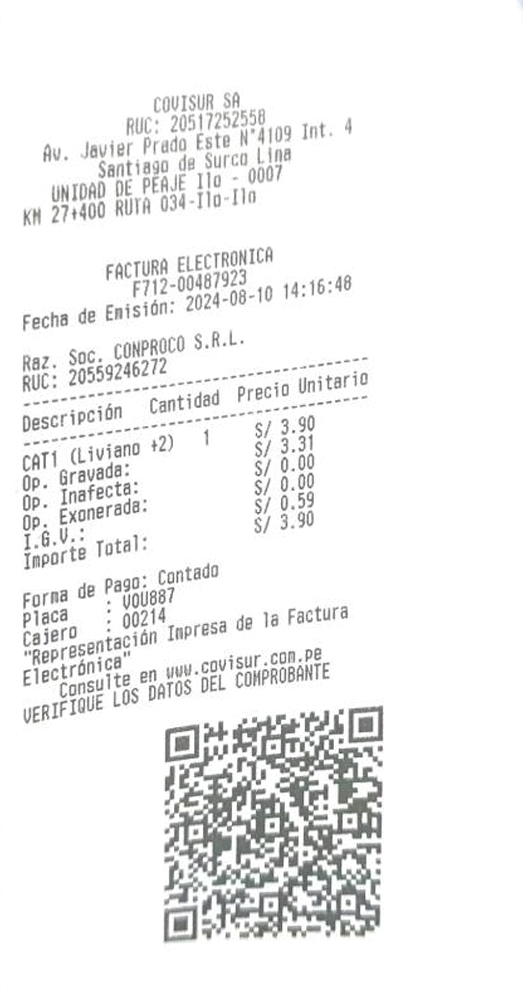 COVISUR SA
RUC: 20517252558
Av. Javier Prado Este N°4109 Int. 4
Santiago de Surco Lima
UNIDAD DE PEAJE Ilo - 0007
KM 27+400 RUTA 034-Ilo-Ilo
FACTURA ELECTRONICA
F712-00487923
Fecha de Emisión: 2024-08-10 14:16:48
Raz. Soc. CONPROCO S.R.L.
RUC: 20559246272
Descripción Cantidad Precio Unitario
CAT1 (Liviano +2) 1 S/ 3.90
Op. Gravada: S/ 3.31
Op. Inafecta: S/ 0.00
Op. Exonerada: S/ 0.00
I.G.V.: S/ 0.59
Importe Total: S/ 3.90
Forma de Pago: Contado
Placa : VOU887
Cajero : 00214
"Representación Impresa de la Factura
Electrónica"
Consulte en www.covisur.com.pe
VERIFIQUE LOS DATOS DEL COMPROBANTE